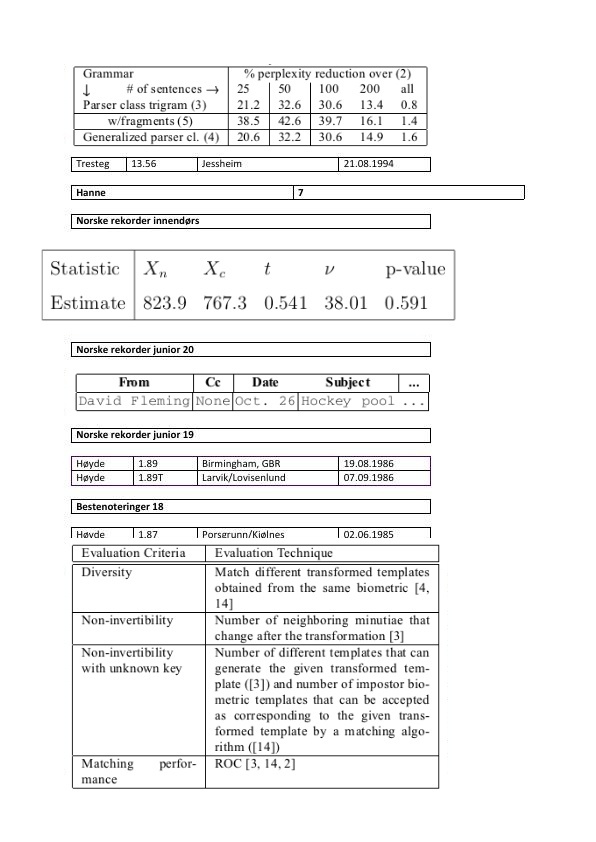 Grammar % perplexity reduction over (2)
↓ # of sentences → 25 50 100 200 all
Parser class trigram (3) 21.2 32.6 30.6 13.4 0.8
w/fragments (5) 38.5 42.6 39.7 16.1 1.4
Generalized parser cl. (4) 20.6 32.2 30.6 14.9 1.6
Tresteg 13.56 Jessheim 21.08.1994
Hanne 7
Norske rekorder innendørs
Statistic X_n X_c t ν p-value
Estimate 823.9 767.3 0.541 38.01 0.591
Norske rekorder junior 20
From Cc Date Subject ...
David Fleming None Oct. 26 Hockey pool ...
Norske rekorder junior 19
Høyde 1.89 Birmingham, GBR 19.08.1986
Høyde 1.89T Larvik/Lovisenlund 07.09.1986
Bestenoteringer 18
Høyde 1.87 Porsgrunn/Kjølnes 02.06.1985
Evaluation Criteria Evaluation Technique
Diversity Match different transformed templates
obtained from the same biometric [4,
14]
Non-invertibility Number of neighboring minutiae that
change after the transformation [3]
Non-invertibility Number of different templates that can
with unknown key generate the given transformed tem-
plate ([3]) and number of impostor bio-
metric templates that can be accepted
as corresponding to the given trans-
formed template by a matching algo-
rithm ([14])
Matching perfor- ROC [3, 14, 2]
mance